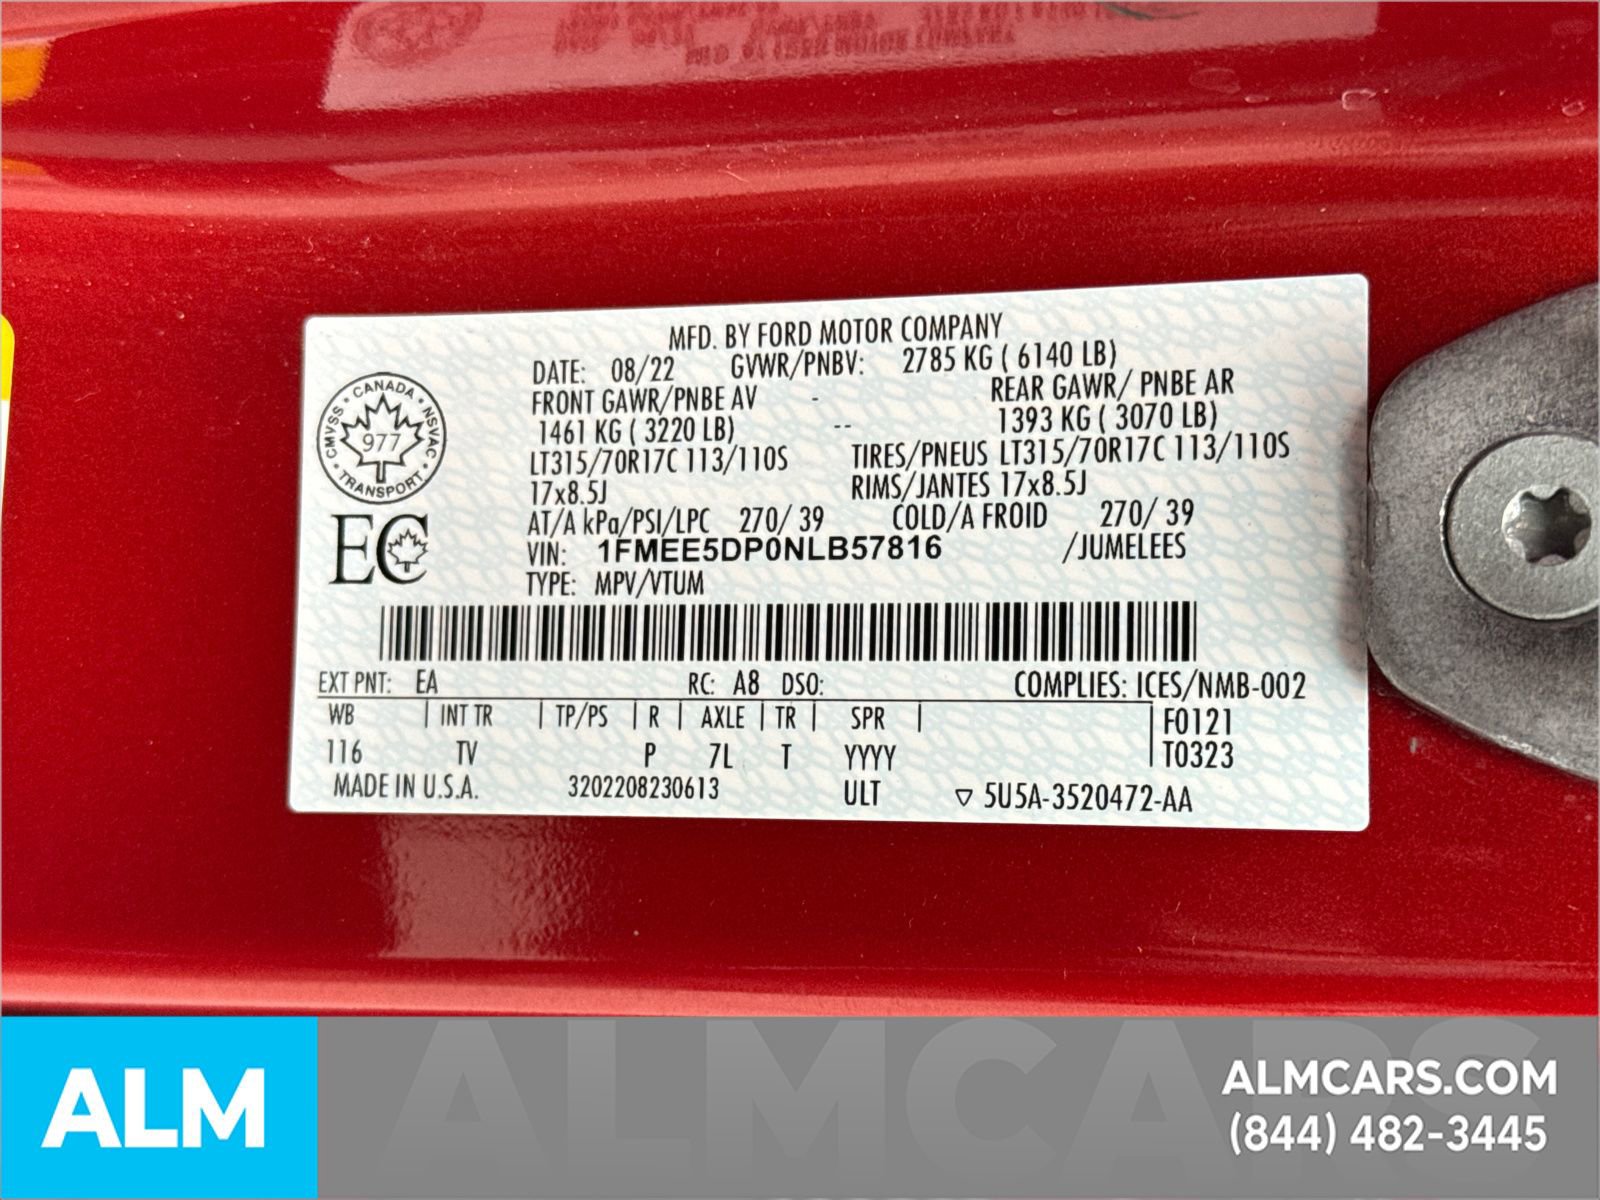 MFD. BY FORD MOTOR COMPANY
DATE: 08/22 GVWR/PNBV: 2785 KG ( 6140 LB)
FRONT GAWR/PNBE AV - REAR GAWR/ PNBE AR
1461 KG ( 3220 LB) -- 1393 KG ( 3070 LB)
LT315/70R17C 113/110S TIRES/PNEUS LT315/70R17C 113/110S
17x8.5J RIMS/JANTES 17x8.5J
AT/A kPa/PSI/LPC 270/ 39 COLD/A FROID 270/ 39
VIN: 1FMEE5DP0NLB57816 /JUMELEES
TYPE: MPV/VTUM
CANADA
CMVSS • NSVAC
977
TRANSPORT
EC
EXT PNT: EA RC: A8 DSO: COMPLIES: ICES/NMB-002
WB | INT TR | TP/PS | R | AXLE | TR | SPR | F0121
116 TV P 7L T YYYY T0323
MADE IN U.S.A. 3202208230613 ULT ▽ 5U5A-3520472-AA
ALMCARS
ALM
ALMCARS.COM
(844) 482-3445